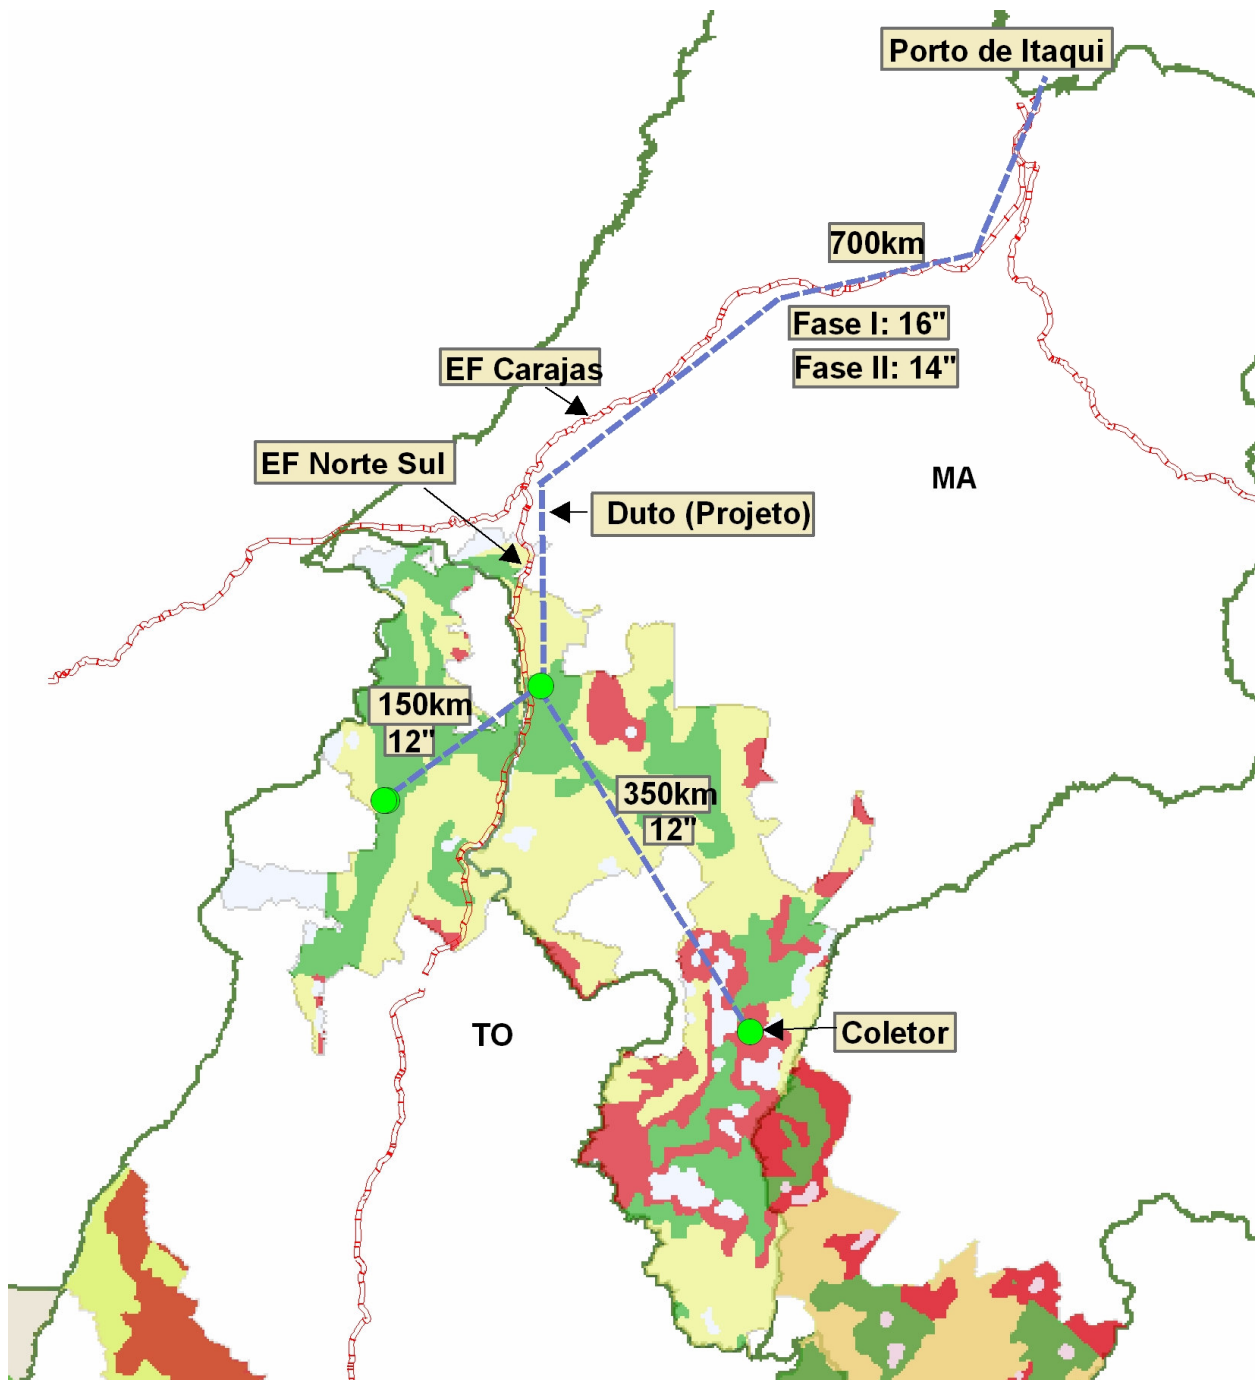 Porto de Itaqui
700km
Fase I: 16"
Fase II: 14"
EF Carajas
EF Norte Sul
MA
Duto (Projeto)
150km
12"
350km
12"
TO
Coletor